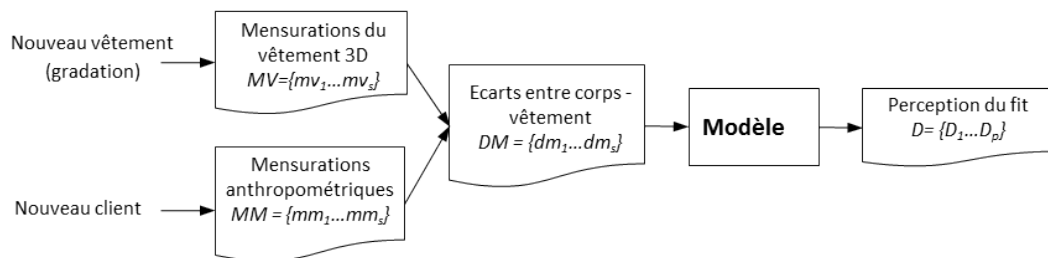 Nouveau vêtement
(gradation)
Mensurations du
vêtement 3D
MV={mv₁...mvₛ}
Nouveau client
Mensurations
anthropométriques
MM = {mm₁...mmₛ}
Ecarts entre corps -
vêtement
DM = {dm₁...dmₛ}
Modèle
Perception du fit
D= {D₁...Dₚ}